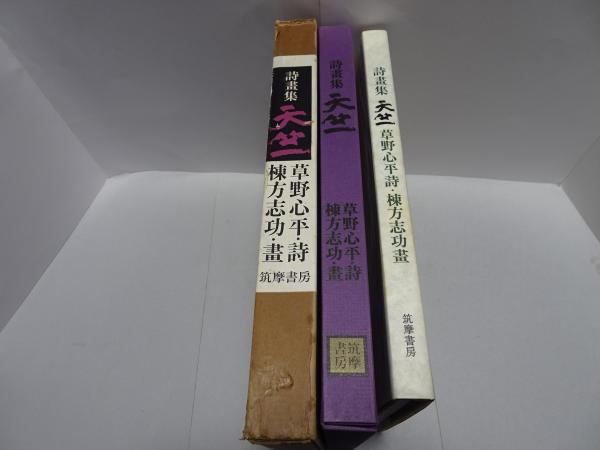 詩畫集
天竺
草野心平・詩
棟方志功・畫
筑摩書房
詩畫集
天竺
草野心平・詩
棟方志功・畫
筑摩書房
詩畫集
天竺
草野心平詩・棟方志功畫
筑摩書房